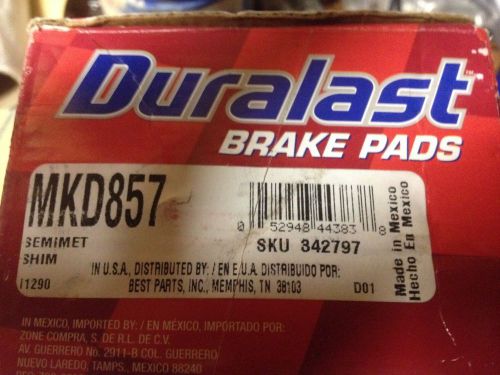 Duralast™
BRAKE PADS
MKD857
SEMIMET
SHIM
11290
0 52948 44383 8
SKU 342797
IN U.S.A., DISTRIBUTED BY: / EN E.U.A. DISTRIBUIDO POR:
BEST PARTS, INC., MEMPHIS, TN 38103
D01
Made in Mexico
Hecho En Mexico
IN MEXICO, IMPORTED BY: / EN MÉXICO, IMPORTADO POR:
ZONE COMPRA, S. DE R.L. DE C.V.
AV. GUERRERO No. 2911-B COL. GUERRERO
NUEVO LAREDO, TAMPS., MEXICO 88240